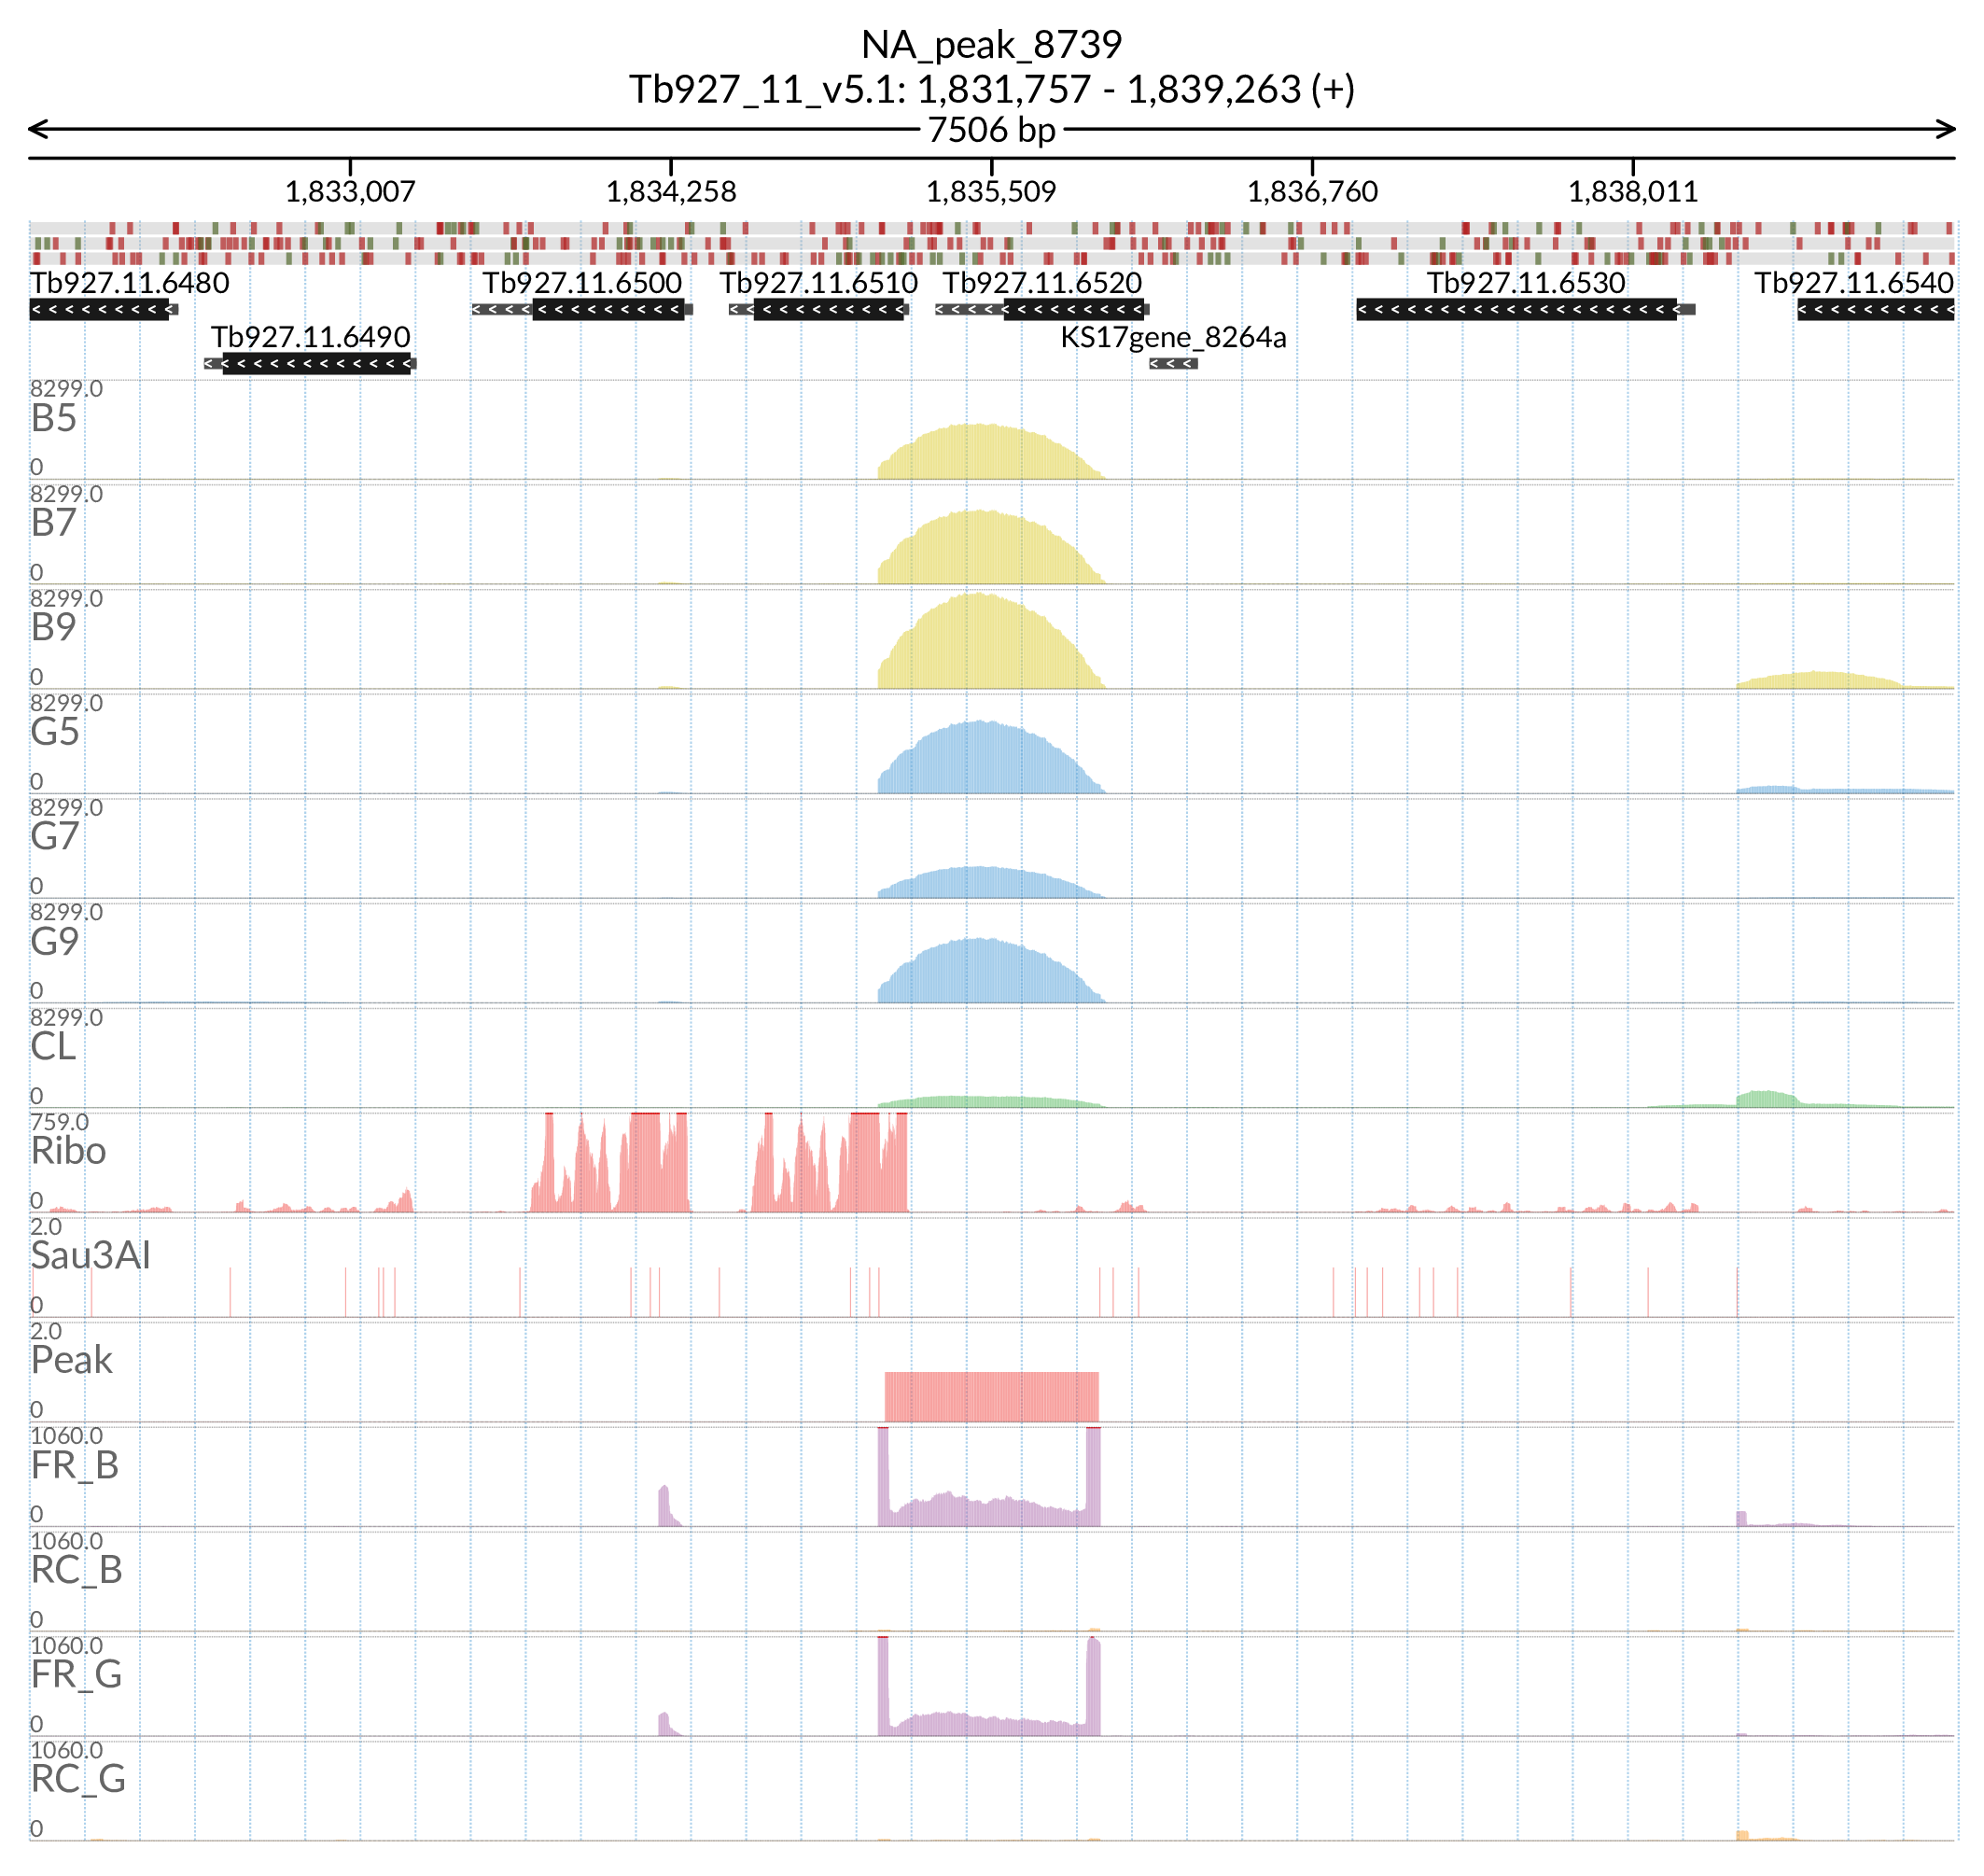 NA_peak_8739
Tb927_11_v5.1: 1,831,757 - 1,839,263 (+)
7506 bp
1,833,007 1,834,258 1,835,509 1,836,760 1,838,011
Tb927.11.6480 Tb927.11.6500 Tb927.11.6510 Tb927.11.6520 Tb927.11.6530 Tb927.11.6540
Tb927.11.6490 KS17gene_8264a
8299.0
B5
0
8299.0
B7
0
8299.0
B9
0
8299.0
G5
0
8299.0
G7
0
8299.0
G9
0
8299.0
CL
0
759.0
Ribo
0
2.0
Sau3AI
0
2.0
Peak
0
1060.0
FR_B
0
1060.0
RC_B
0
1060.0
FR_G
0
1060.0
RC_G
0